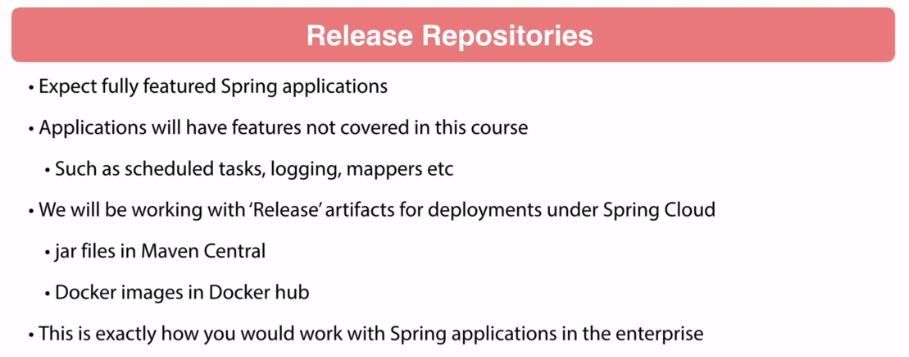 Release Repositories
• Expect fully featured Spring applications
• Applications will have features not covered in this course
• Such as scheduled tasks, logging, mappers etc
• We will be working with ‘Release’ artifacts for deployments under Spring Cloud
• jar files in Maven Central
• Docker images in Docker hub
• This is exactly how you would work with Spring applications in the enterprise